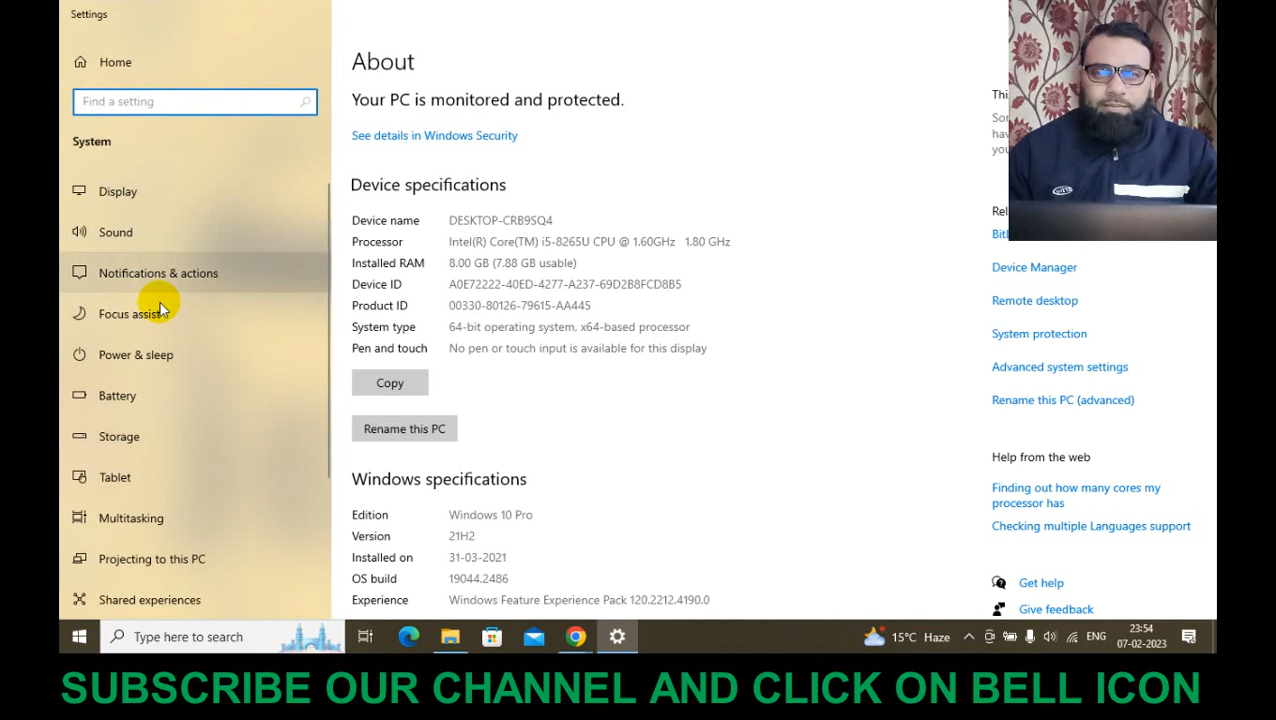 Settings
Home
Find a setting
System
Display
Sound
Notifications & actions
Focus assist
Power & sleep
Battery
Storage
Tablet
Multitasking
Projecting to this PC
Shared experiences
About
Your PC is monitored and protected.
See details in Windows Security
Device specifications
Device name DESKTOP-CRB9SQ4
Processor Intel(R) Core(TM) i5-8265U CPU @ 1.60GHz 1.80 GHz
Installed RAM 8.00 GB (7.88 GB usable)
Device ID A0E72222-40ED-4277-A237-69D2B8FCD8B5
Product ID 00330-80126-79615-AA445
System type 64-bit operating system, x64-based processor
Pen and touch No pen or touch input is available for this display
Copy
Rename this PC
Windows specifications
Edition Windows 10 Pro
Version 21H2
Installed on 31-03-2021
OS build 19044.2486
Experience Windows Feature Experience Pack 120.2212.4190.0
Device Manager
Remote desktop
System protection
Advanced system settings
Rename this PC (advanced)
Help from the web
Finding out how many cores my
processor has
Checking multiple Languages support
Get help
Give feedback
Type here to search
15°C Haze
ENG
23:54
07-02-2023
SUBSCRIBE OUR CHANNEL AND CLICK ON BELL ICON